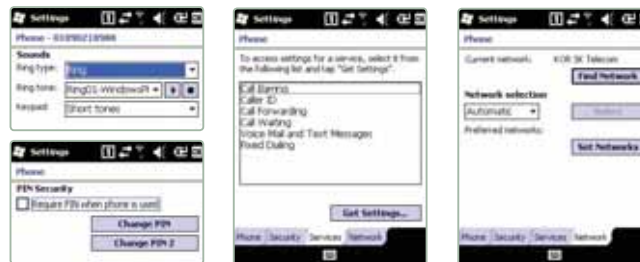 Settings
Phone - 01090218988
Sounds
Ring type: Ring
Ring tone: Ring01-WindowsPl
Keypad: Short tones
Settings
Phone
PIN Security
Require PIN when phone is used
Change PIN
Change PIN 2
Settings
Phone
To access settings for a service, select it from
the following list and tap "Get Settings".
Call Barring
Caller ID
Call Forwarding
Call Waiting
Voice Mail and Text Messages
Fixed Dialing
Get Settings...
Phone Security Services Network
Settings
Phone
Current network: KOR SK Telecom
Find Network
Network selection
Automatic
Select
Preferred networks:
Set Networks
Phone Security Services Network